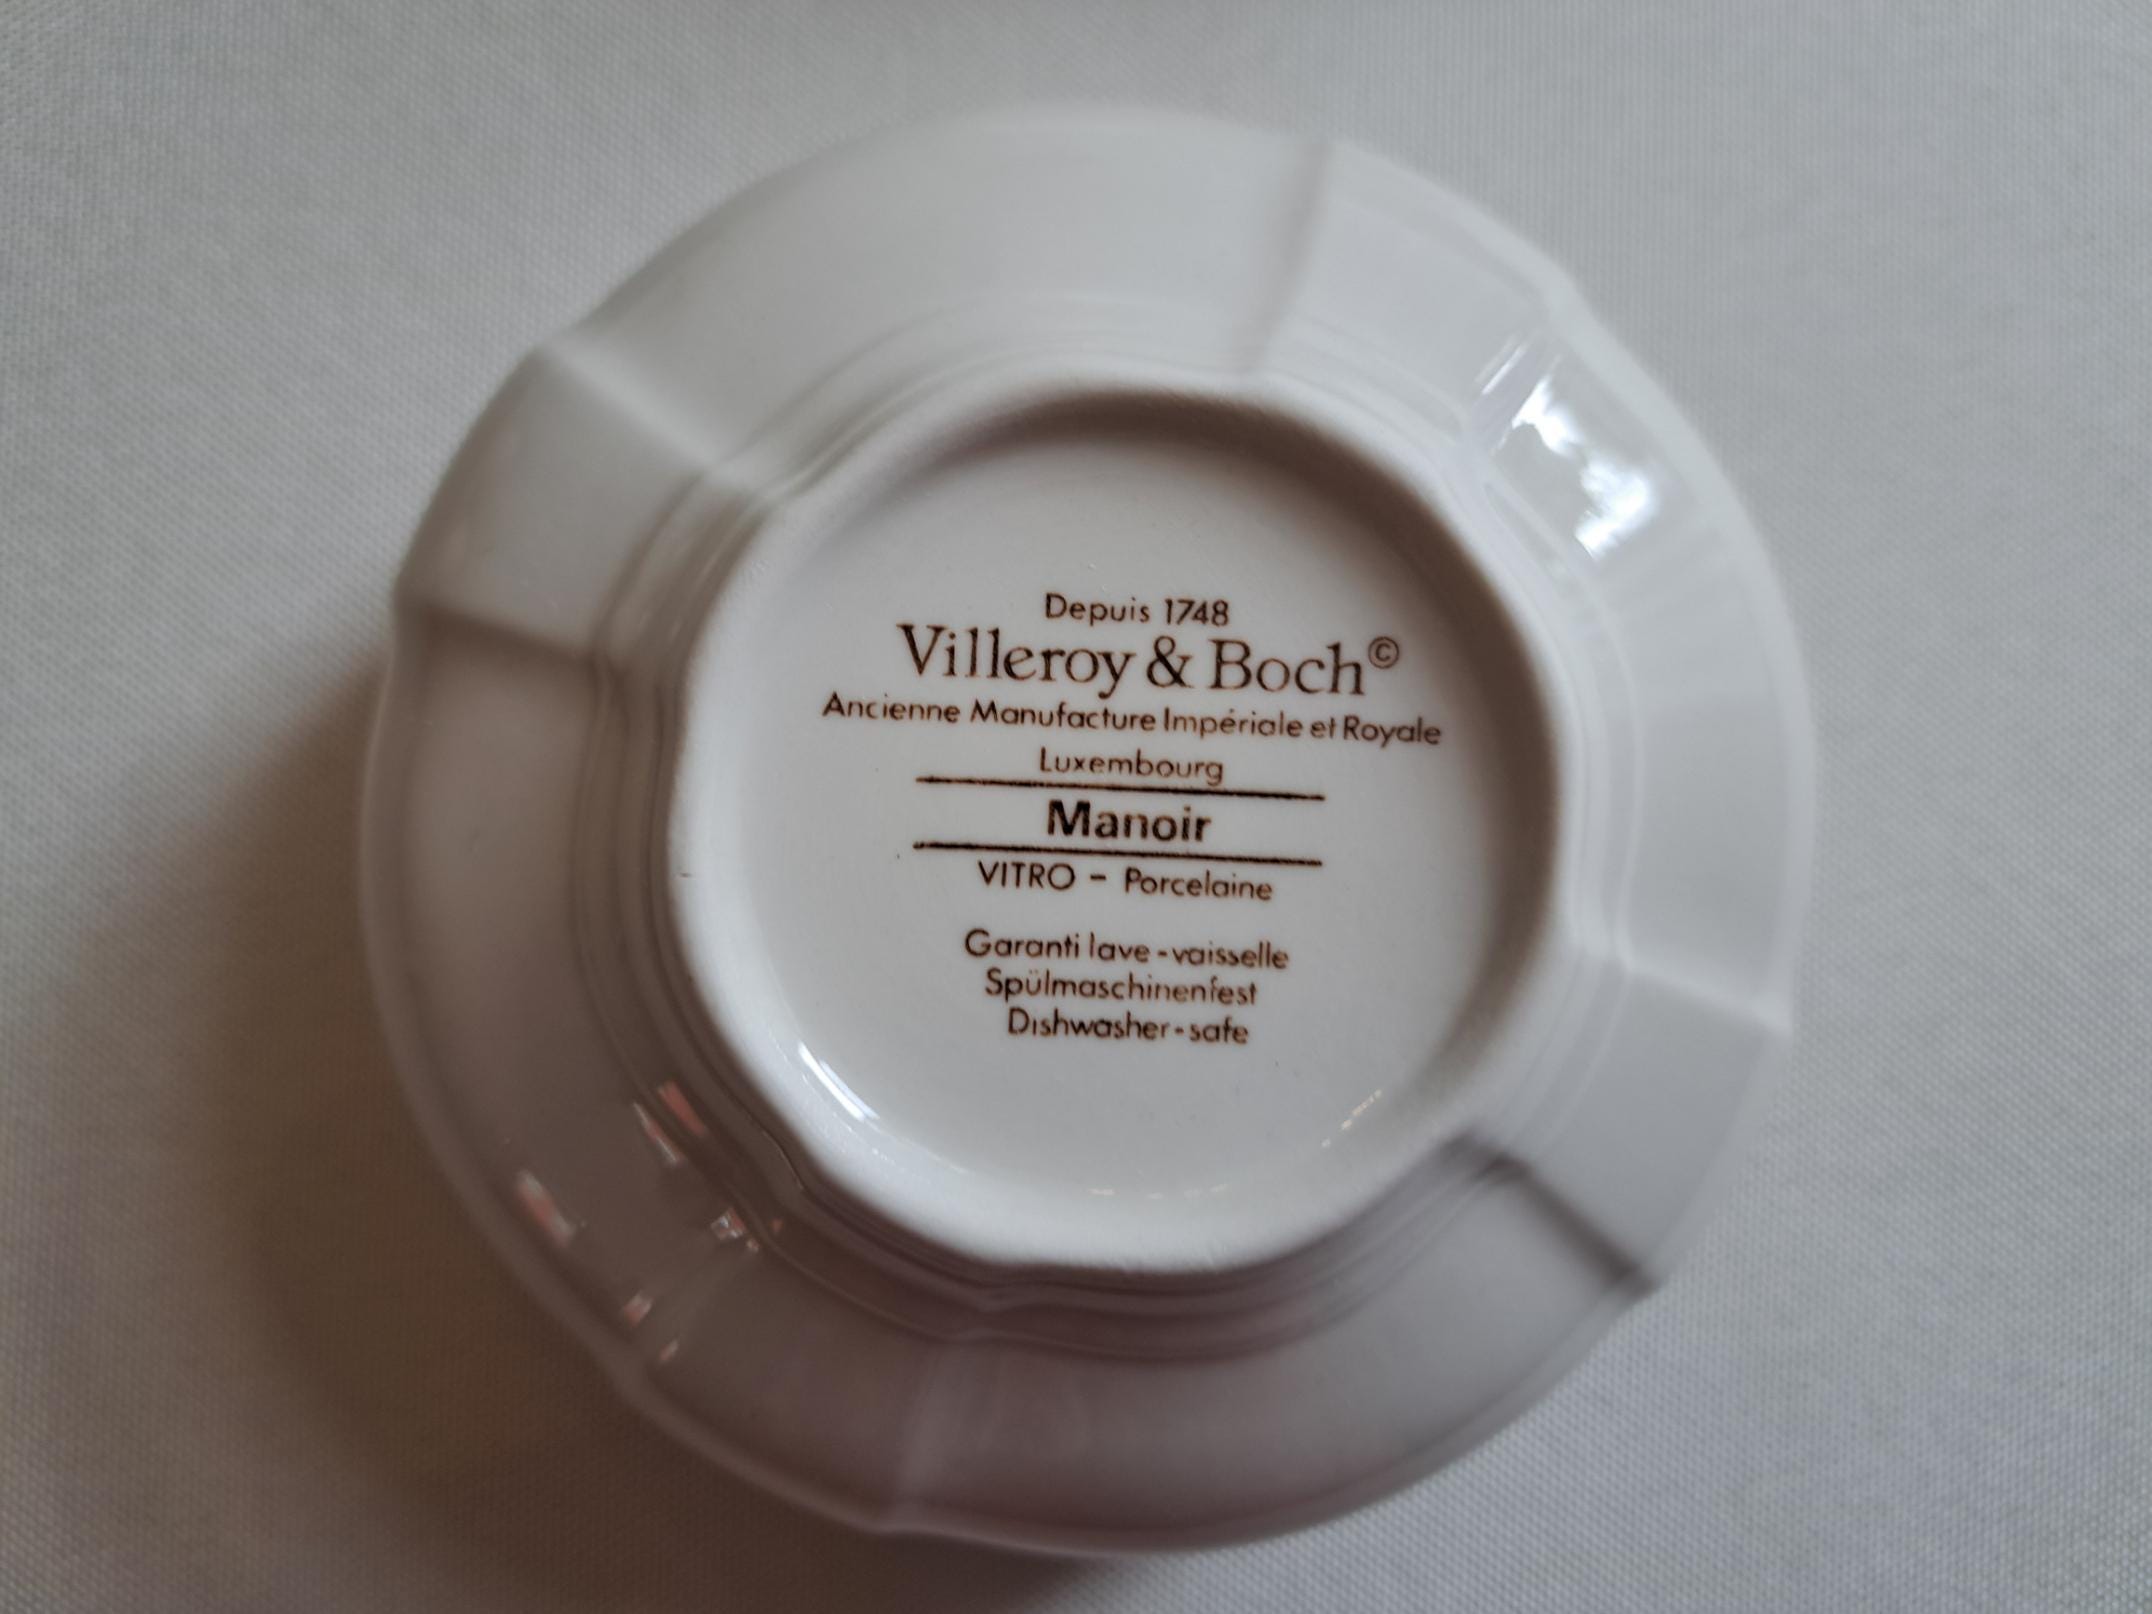 Depuis 1748
Villeroy & Boch©
Ancienne Manufacture Impériale et Royale
Luxembourg
Manoir
VITRO - Porcelaine
Garanti lave-vaisselle
Spülmaschinenfest
Dishwasher-safe